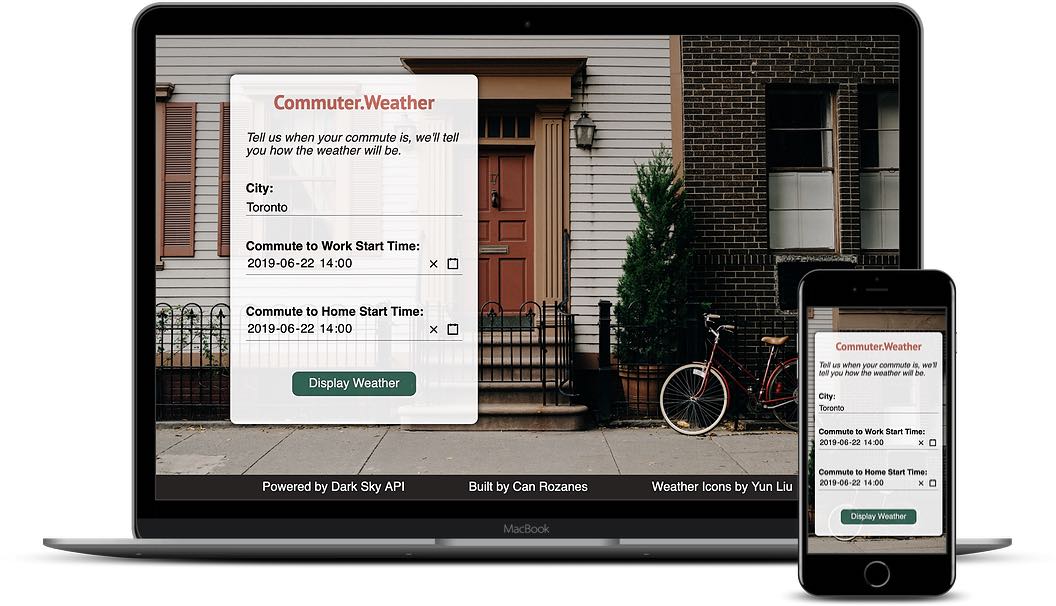 Commuter.Weather
Tell us when your commute is, we'll tell
you how the weather will be.
City:
Toronto
Commute to Work Start Time:
2019-06-22 14:00
Commute to Home Start Time:
2019-06-22 14:00
Display Weather
Powered by Dark Sky API
Built by Can Rozanes
Weather Icons by Yun Liu
MacBook
Commuter.Weather
Tell us when your commute is, we'll
tell you how the weather will be.
City:
Toronto
Commute to Work Start Time:
2019-06-22 14:00
Commute to Home Start Time:
2019-06-22 14:00
Display Weather